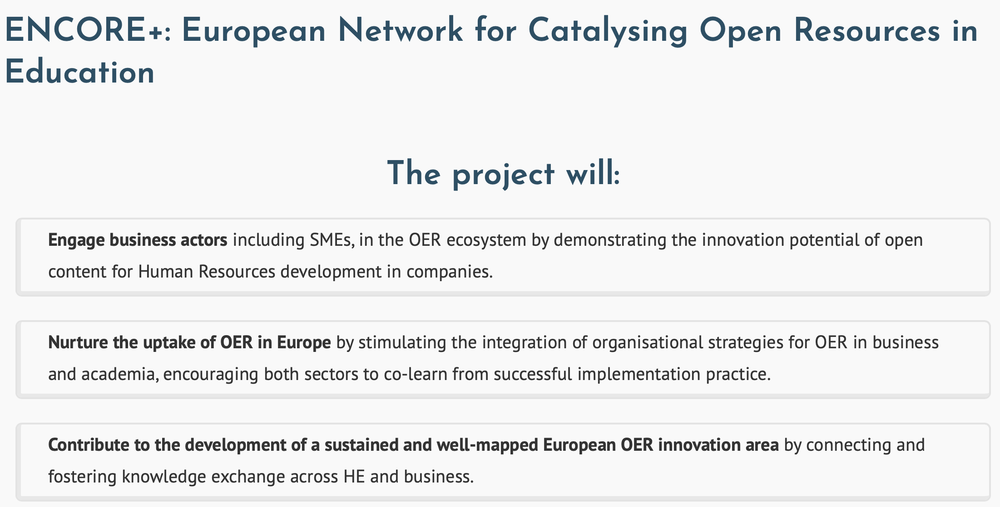 ENCORE+: European Network for Catalysing Open Resources in
Education
The project will:
Engage business actors including SMEs, in the OER ecosystem by demonstrating the innovation potential of open
content for Human Resources development in companies.
Nurture the uptake of OER in Europe by stimulating the integration of organisational strategies for OER in business
and academia, encouraging both sectors to co-learn from successful implementation practice.
Contribute to the development of a sustained and well-mapped European OER innovation area by connecting and
fostering knowledge exchange across HE and business.